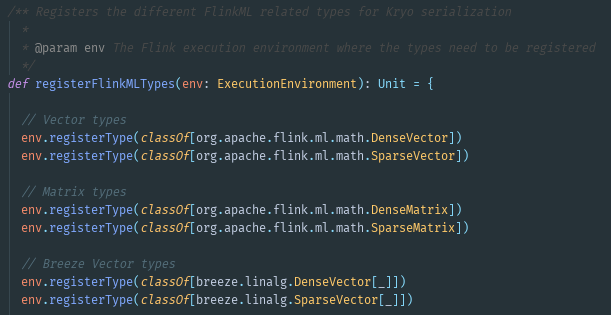 /** Registers the different FlinkML related types for Kryo serialization
*
* @param env The Flink execution environment where the types need to be registered
*/
def registerFlinkMLTypes(env: ExecutionEnvironment): Unit = {
// Vector types
env.registerType(classOf[org.apache.flink.ml.math.DenseVector])
env.registerType(classOf[org.apache.flink.ml.math.SparseVector])
// Matrix types
env.registerType(classOf[org.apache.flink.ml.math.DenseMatrix])
env.registerType(classOf[org.apache.flink.ml.math.SparseMatrix])
// Breeze Vector types
env.registerType(classOf[breeze.linalg.DenseVector[_]])
env.registerType(classOf[breeze.linalg.SparseVector[_]])